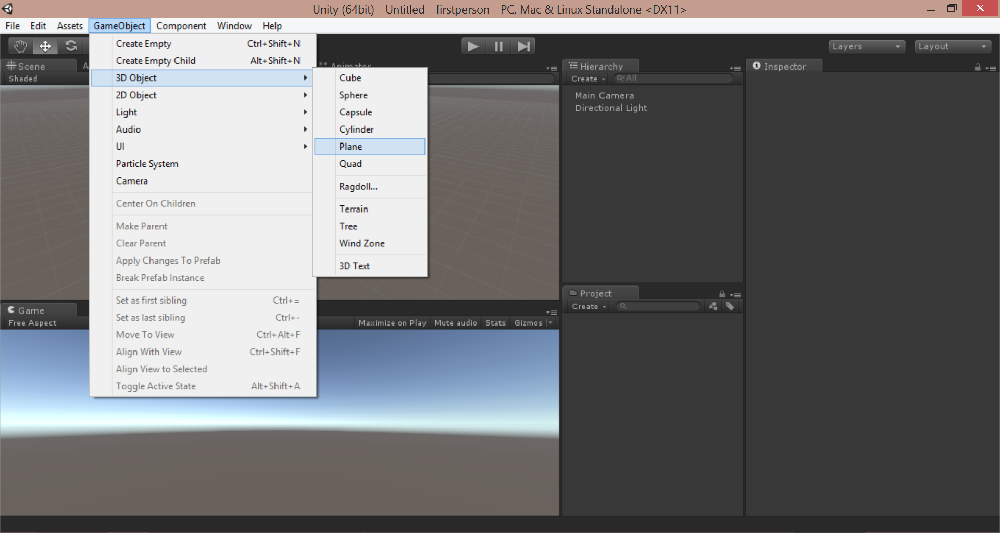 Unity (64bit) - Untitled - firstperson - PC, Mac & Linux Standalone <DX11>
File Edit Assets GameObject Component Window Help
Create Empty Ctrl+Shift+N
Create Empty Child Alt+Shift+N
3D Object
2D Object
Light
Audio
UI
Particle System
Camera
Center On Children
Make Parent
Clear Parent
Apply Changes To Prefab
Break Prefab Instance
Set as first sibling Ctrl+=
Set as last sibling Ctrl+-
Move To View Ctrl+Alt+F
Align With View Ctrl+Shift+F
Align View to Selected
Toggle Active State Alt+Shift+A
Cube
Sphere
Capsule
Cylinder
Plane
Quad
Ragdoll...
Terrain
Tree
Wind Zone
3D Text
Layers Layout
Scene A Animator
Shaded
Game
Free Aspect Maximize on Play Mute audio Stats Gizmos
Hierarchy
Create All
Main Camera
Directional Light
Project
Create
Inspector